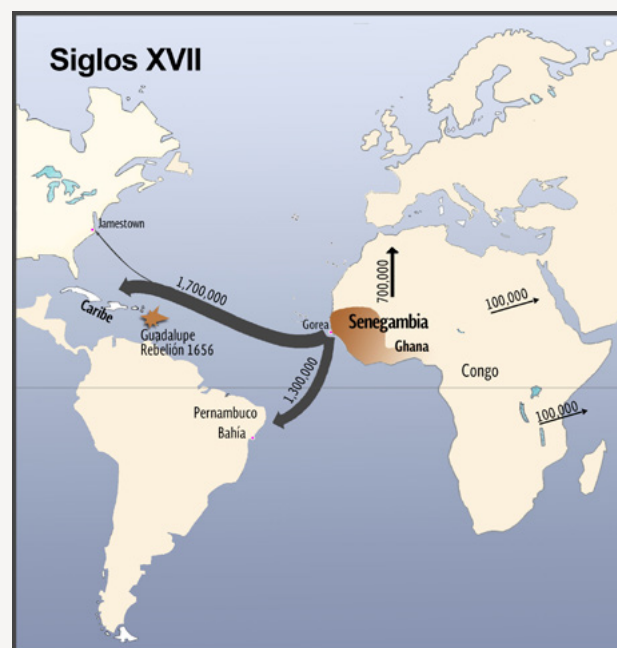 Siglos XVII
Jamestown
1,700,000
700,000
100,000
Caribe
Guadalupe
Rebelión 1656
Gorea
Senegambia
Ghana
Congo
1,300,000
Pernambuco
Bahía
100,000